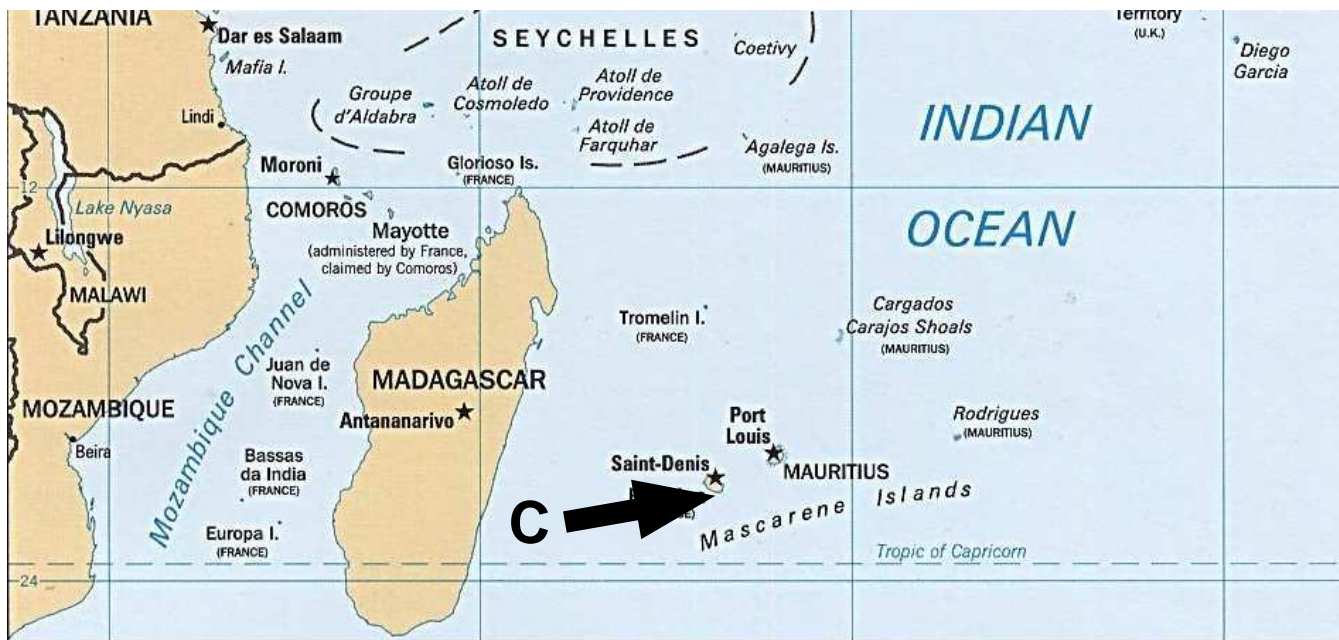 TANZANIA
Dar es Salaam
Mafia I.
Lindi
SEYCHELLES
Coetivy
Territory
(U.K.)
Diego
Garcia
Groupe
d'Aldabra
Atoll de
Cosmoledo
Atoll de
Providence
Atoll de
Farquhar
Agalega Is.
(MAURITIUS)
INDIAN
OCEAN
Moroni
COMOROS
Glorioso Is.
(FRANCE)
12
Lake Nyasa
Lilongwe
MALAWI
Mayotte
(administered by France,
claimed by Comoros)
Mozambique Channel
Tromelin I.
(FRANCE)
Cargados
Carajos Shoals
(MAURITIUS)
Juan de
Nova I.
(FRANCE)
MADAGASCAR
Antananarivo
MOZAMBIQUE
Beira
Port
Louis
MAURITIUS
Rodrigues
(MAURITIUS)
Bassas
da India
(FRANCE)
Saint-Denis
C
Mascarene Islands
Europa I.
(FRANCE)
Tropic of Capricorn
24